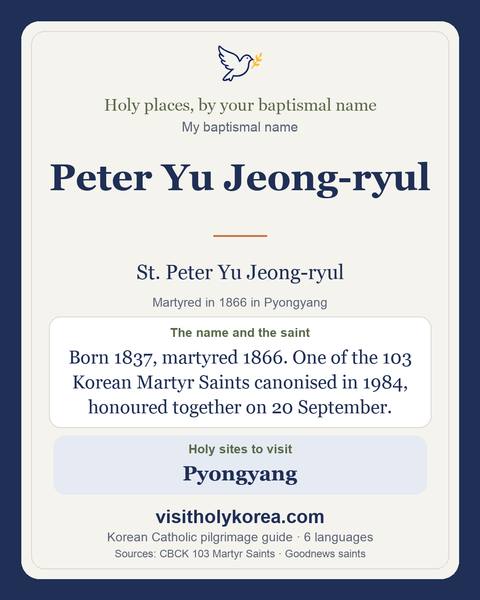 Holy places, by your baptismal name
My baptismal name
Peter Yu Jeong-ryul
St. Peter Yu Jeong-ryul
Martyred in 1866 in Pyongyang
The name and the saint
Born 1837, martyred 1866. One of the 103
Korean Martyr Saints canonised in 1984,
honoured together on 20 September.
Holy sites to visit
Pyongyang
visitholykorea.com
Korean Catholic pilgrimage guide · 6 languages
Sources: CBCK 103 Martyr Saints · Goodnews saints